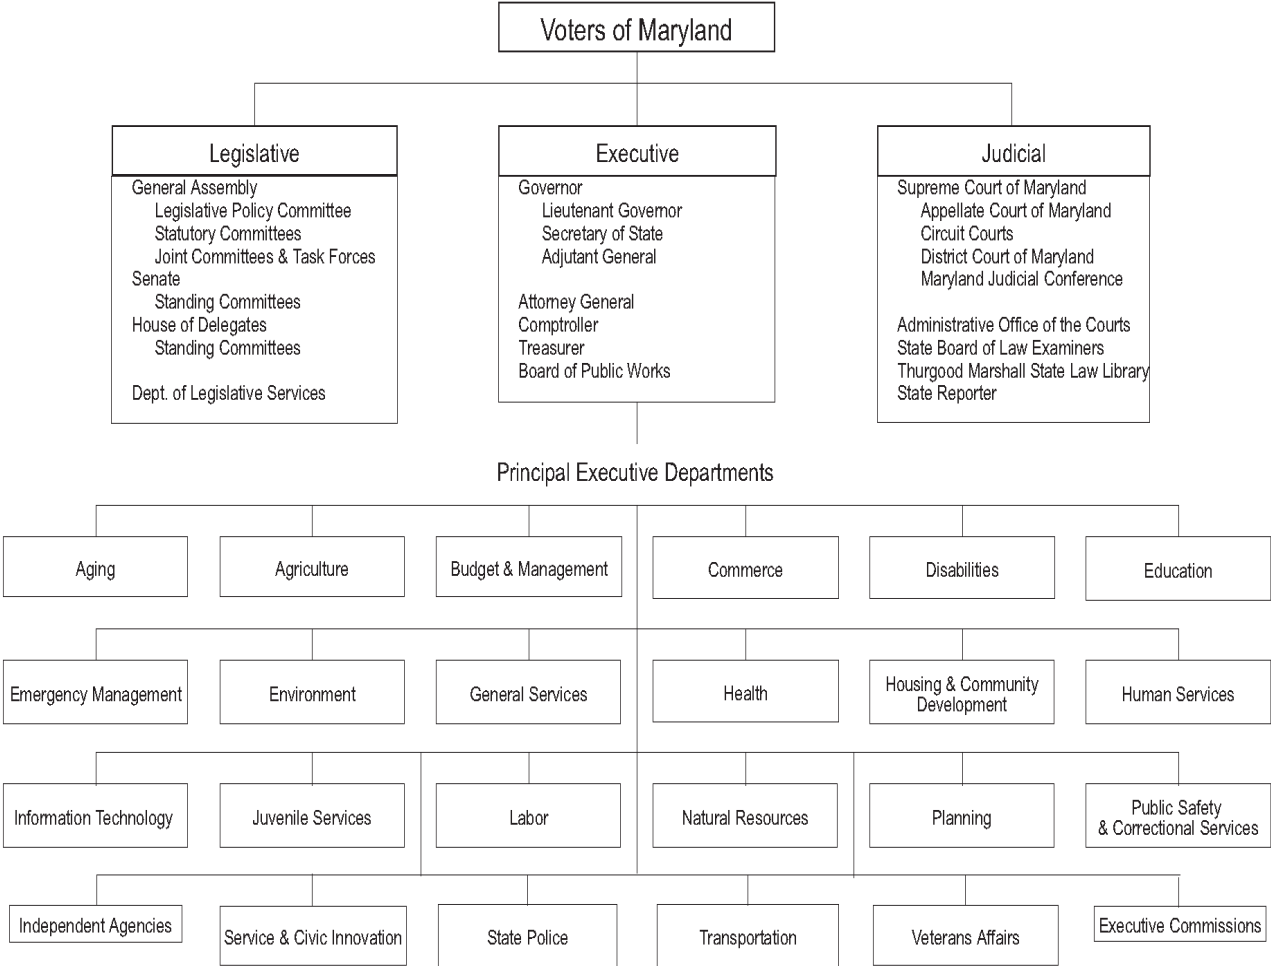 Voters of Maryland
Legislative
General Assembly
Legislative Policy Committee
Statutory Committees
Joint Committees & Task Forces
Senate
Standing Committees
House of Delegates
Standing Committees
Dept. of Legislative Services
Executive
Governor
Lieutenant Governor
Secretary of State
Adjutant General
Attorney General
Comptroller
Treasurer
Board of Public Works
Judicial
Supreme Court of Maryland
Appellate Court of Maryland
Circuit Courts
District Court of Maryland
Maryland Judicial Conference
Administrative Office of the Courts
State Board of Law Examiners
Thurgood Marshall State Law Library
State Reporter
Principal Executive Departments
Aging
Agriculture
Budget & Management
Commerce
Disabilities
Education
Emergency Management
Environment
General Services
Health
Housing & Community
Development
Human Services
Information Technology
Juvenile Services
Labor
Natural Resources
Planning
Public Safety
& Correctional Services
Independent Agencies
Service & Civic Innovation
State Police
Transportation
Veterans Affairs
Executive Commissions